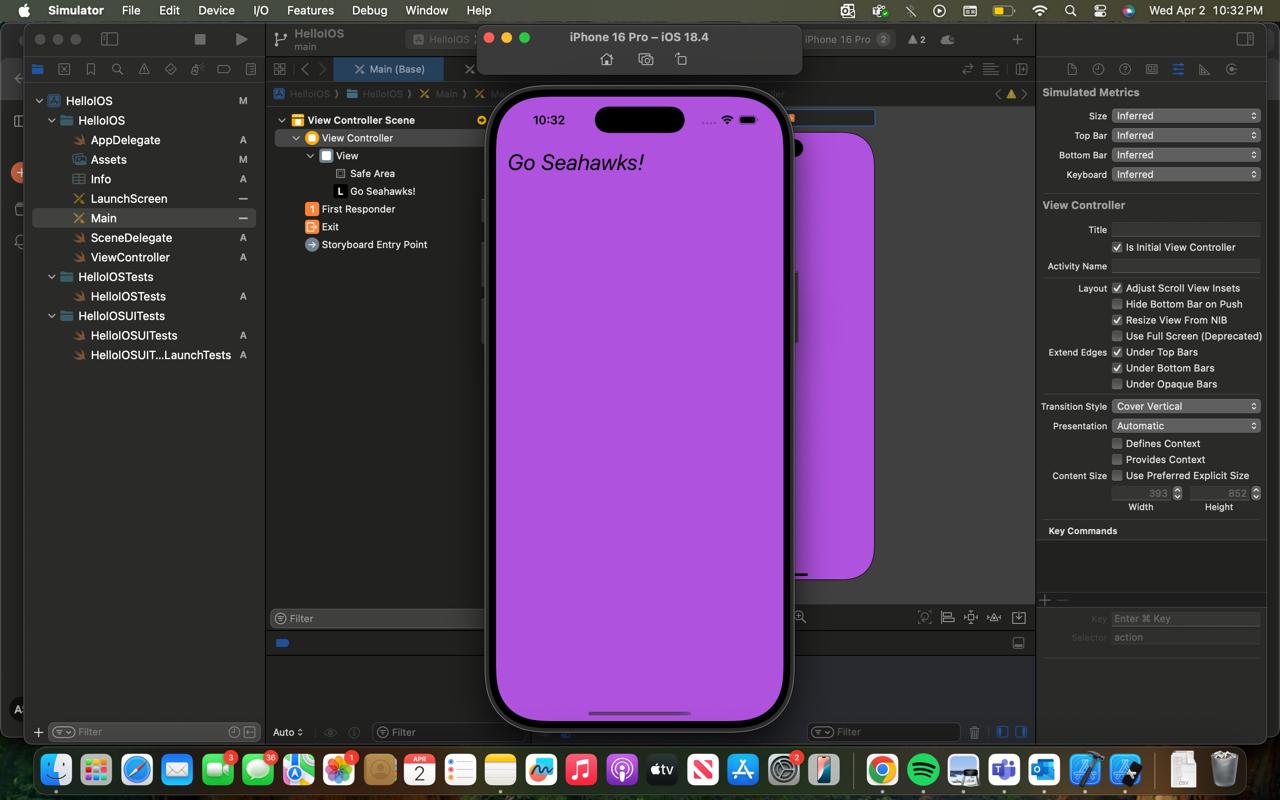 Simulator File Edit Device I/O Features Debug Window Help Wed Apr 2 10:32 PM
HelloIOS
main
HelloIOS
iPhone 16 Pro – iOS 18.4
iPhone 16 Pro 2
2
Main (Base)
HelloIOS
HelloIOS
Main
HelloIOS M
HelloIOS
AppDelegate A
Assets M
Info A
LaunchScreen –
Main –
SceneDelegate A
ViewController A
HelloIOSTests
HelloIOSTests A
HelloIOSUITests
HelloIOSUITests A
HelloIOSUIT...LaunchTests A
Filter
View Controller Scene
View Controller
View
Safe Area
L Go Seahawks!
1 First Responder
Exit
Storyboard Entry Point
Filter
Auto
Filter
10:32
Go Seahawks!
Filter
Simulated Metrics
Size Inferred
Top Bar Inferred
Bottom Bar Inferred
Keyboard Inferred
View Controller
Title
Is Initial View Controller
Activity Name
Layout Adjust Scroll View Insets
Hide Bottom Bar on Push
Resize View From NIB
Use Full Screen (Deprecated)
Extend Edges Under Top Bars
Under Bottom Bars
Under Opaque Bars
Transition Style Cover Vertical
Presentation Automatic
Defines Context
Provides Context
Content Size Use Preferred Explicit Size
393 852
Width Height
Key Commands
Key Enter ⌘ Key
Selector action
3
36
1
APR
2
tv
2